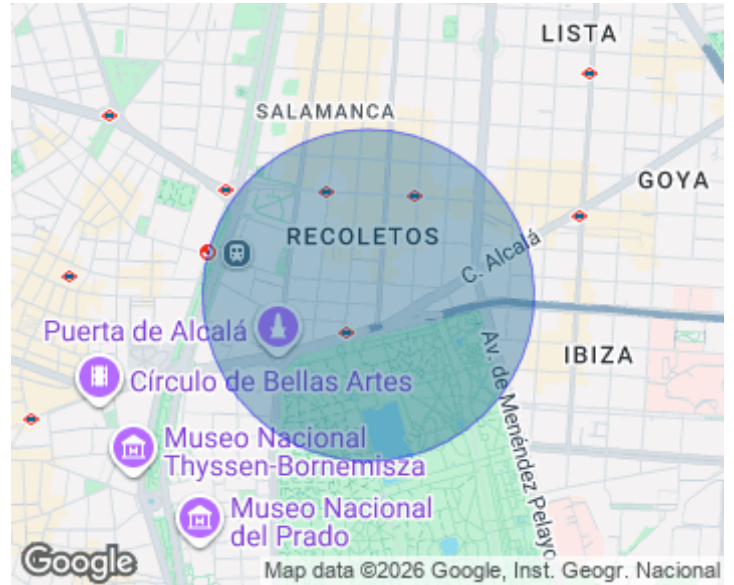 LISTA
SALAMANCA
GOYA
RECOLETOS
C. Alcalá
Puerta de Alcalá
IBIZA
Círculo de Bellas Artes
Av. de Menéndez Pelayo
Museo Nacional
Thyssen-Bornemisza
Museo Nacional
del Prado
Google
Map data ©2026 Google, Inst. Geogr. Nacional